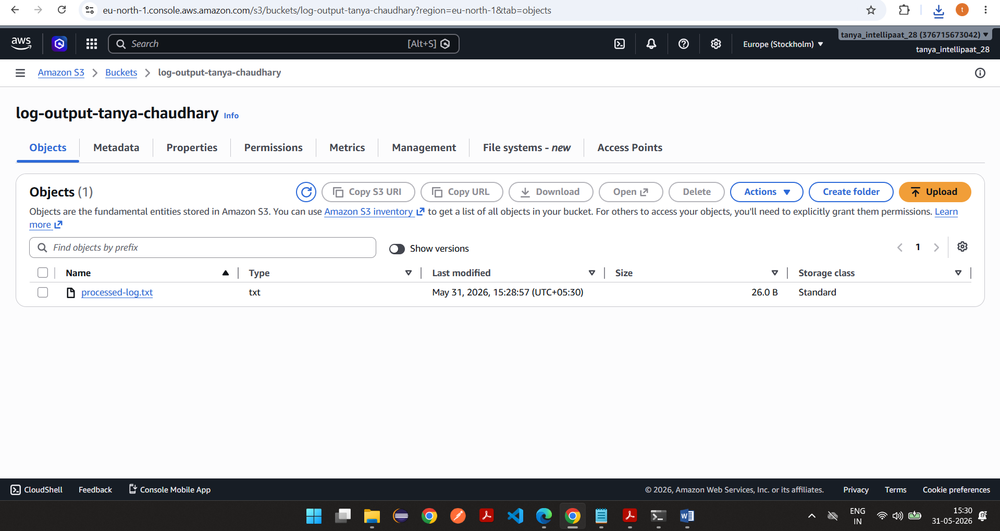 eu-north-1.console.aws.amazon.com/s3/buckets/log-output-tanya-chaudhary?region=eu-north-1&tab=objects
t
aws
Search
[Alt+S]
Europe (Stockholm)
tanya_intellipaat_28 (376715673042)
tanya_intellipaat_28
Amazon S3
Buckets
log-output-tanya-chaudhary
log-output-tanya-chaudhary Info
Objects
Metadata
Properties
Permissions
Metrics
Management
File systems - new
Access Points
Objects (1)
Copy S3 URI
Copy URL
Download
Open
Delete
Actions
Create folder
Upload
Objects are the fundamental entities stored in Amazon S3. You can use Amazon S3 inventory to get a list of all objects in your bucket. For others to access your objects, you'll need to explicitly grant them permissions. Learn
more
Find objects by prefix
Show versions
1
Name
Type
Last modified
Size
Storage class
processed-log.txt
txt
May 31, 2026, 15:28:57 (UTC+05:30)
26.0 B
Standard
CloudShell
Feedback
Console Mobile App
© 2026, Amazon Web Services, Inc. or its affiliates.
Privacy
Terms
Cookie preferences
ENG
IN
15:30
31-05-2026